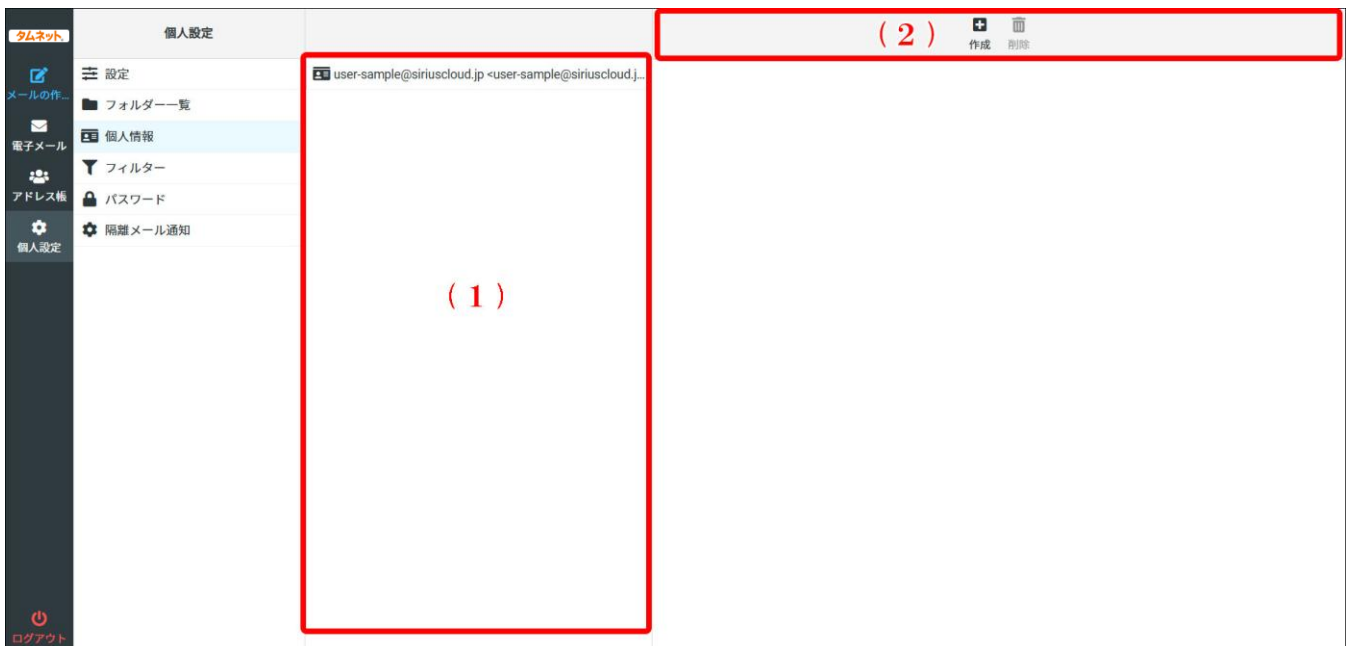 タムネット
メールの作...
電子メール
アドレス帳
個人設定
ログアウト
個人設定
設定
フォルダー一覧
個人情報
フィルター
パスワード
隔離メール通知
user-sample@siriuscloud.jp <user-sample@siriuscloud.j...
(1)
(2)
作成
削除